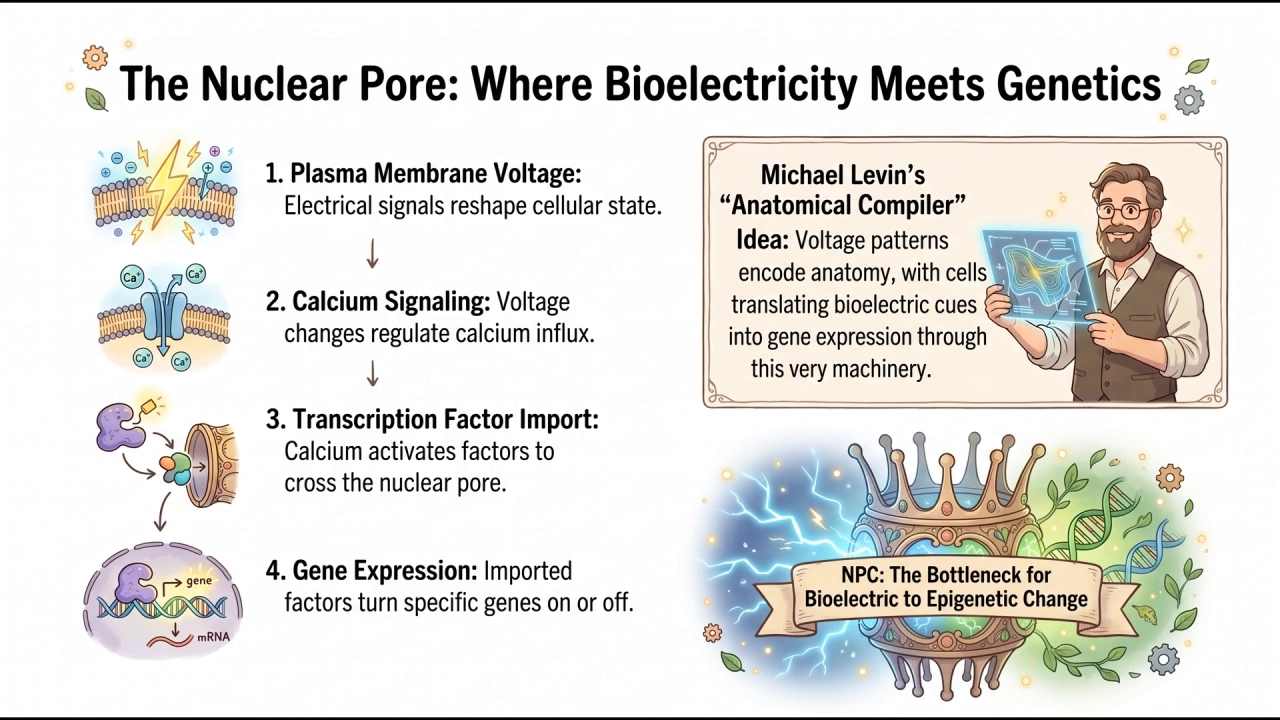 The Nuclear Pore: Where Bioelectricity Meets Genetics
1. Plasma Membrane Voltage:
Electrical signals reshape cellular state.
Ca⁺
Ca⁺
2. Calcium Signaling: Voltage
changes regulate calcium influx.
Ca⁺
Ca⁺
3. Transcription Factor Import:
Calcium activates factors to
cross the nuclear pore.
4. Gene Expression: Imported
factors turn specific genes on or off.
gene
mRNA
Michael Levin's
“Anatomical Compiler”
Idea: Voltage patterns
encode anatomy, with cells
translating bioelectric cues
into gene expression through
this very machinery.
NPC: The Bottleneck for
Bioelectric to Epigenetic Change